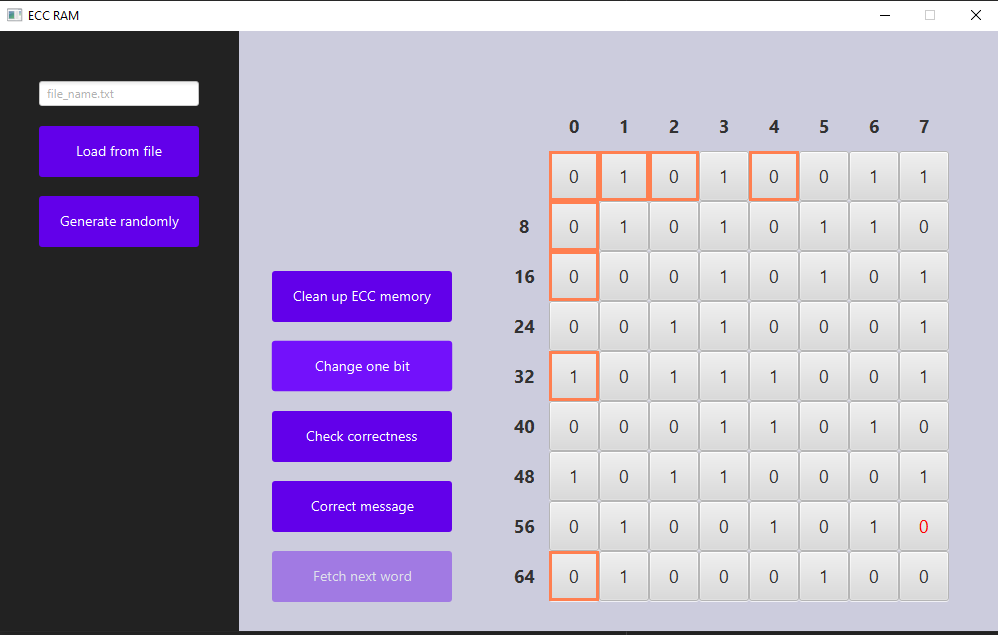 ECC RAM
file_name.txt
Load from file
Generate randomly
Clean up ECC memory
Change one bit
Check correctness
Correct message
Fetch next word
0 1 2 3 4 5 6 7
0 1 0 1 0 0 1 1
8 0 1 0 1 0 1 1 0
16 0 0 0 1 0 1 0 1
24 0 0 1 1 0 0 0 1
32 1 0 1 1 1 0 0 1
40 0 0 0 1 1 0 1 0
48 1 0 1 1 0 0 0 1
56 0 1 0 0 1 0 1 0
64 0 1 0 0 0 1 0 0